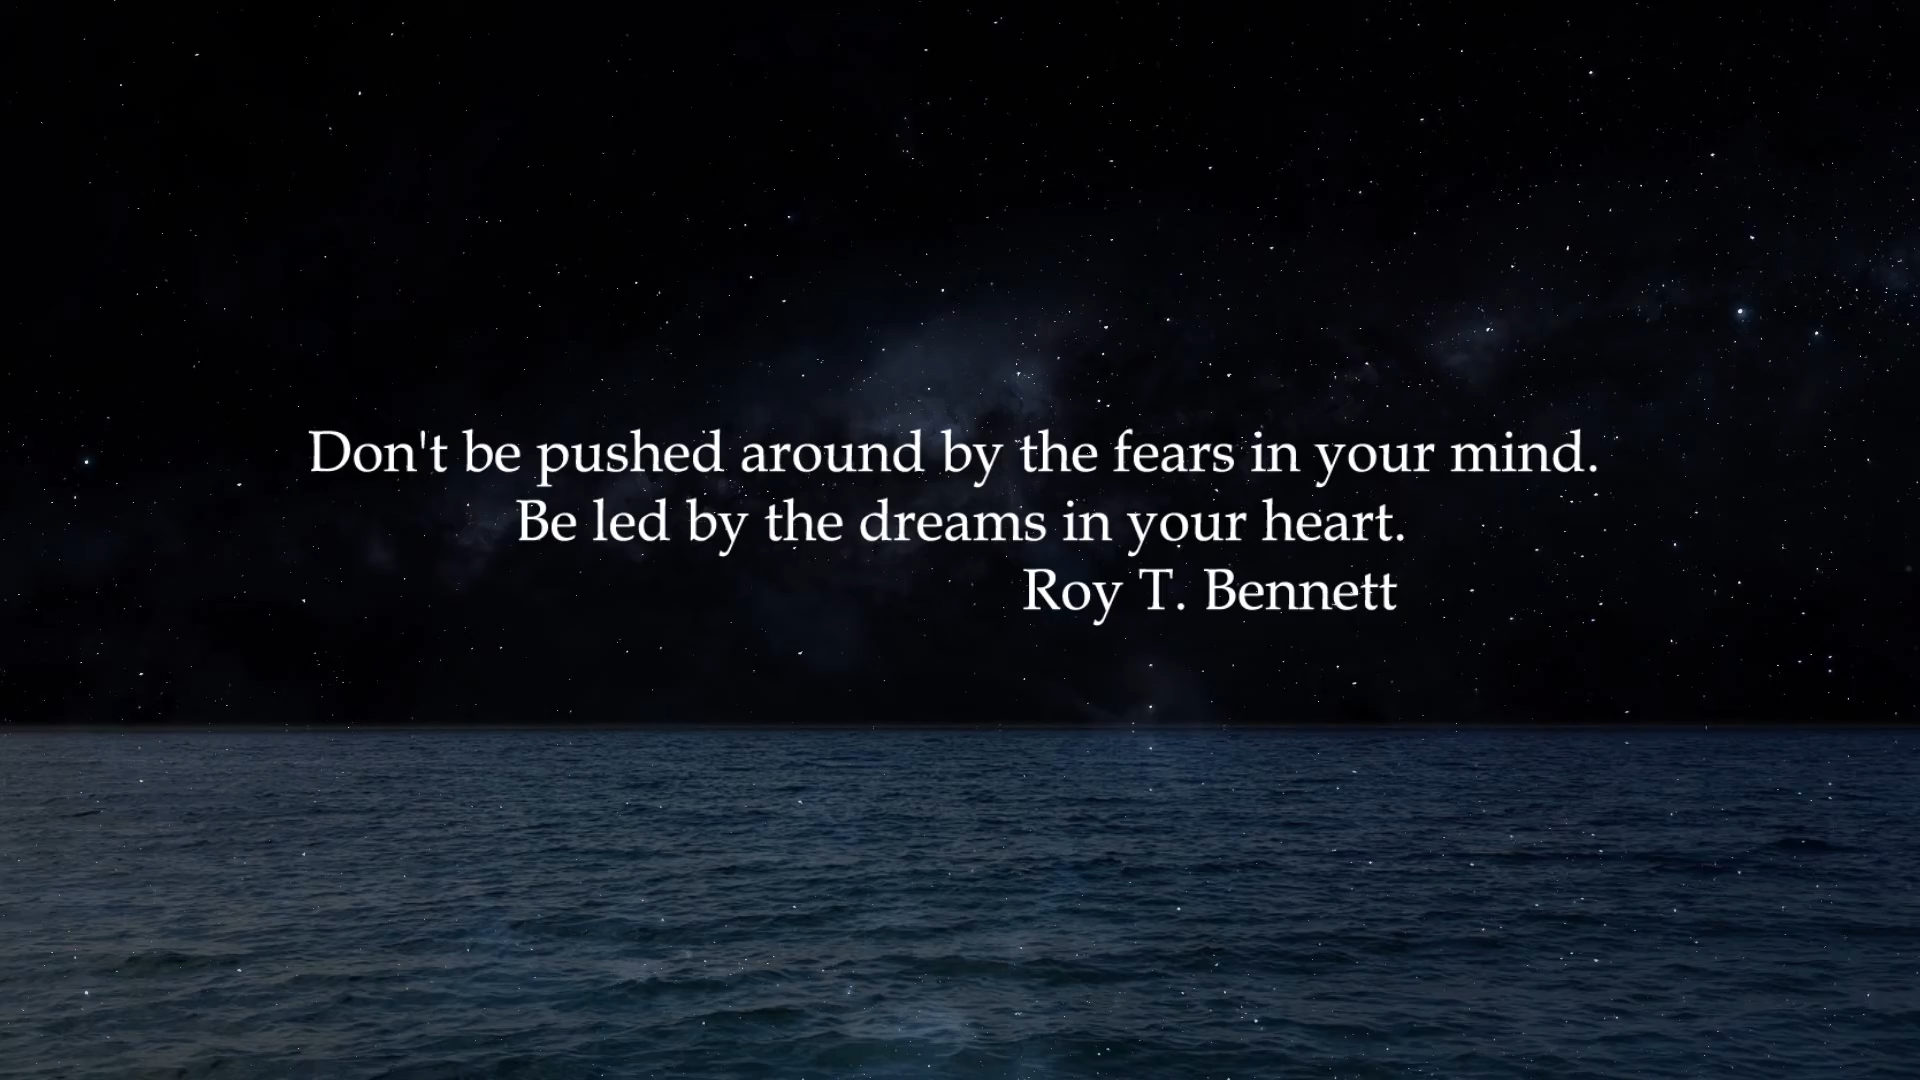 Don't be pushed around by the fears in your mind.
Be led by the dreams in your heart.
Roy T. Bennett